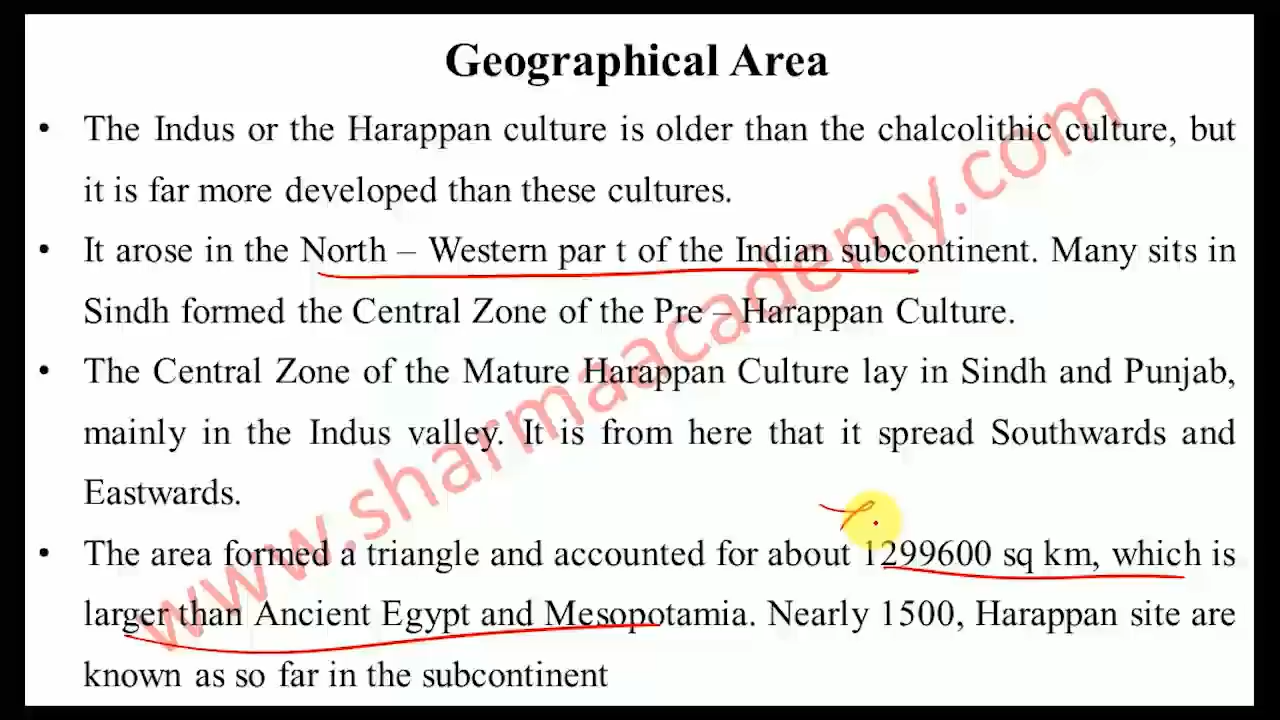 Geographical Area
• The Indus or the Harappan culture is older than the chalcolithic culture, but
it is far more developed than these cultures.
• It arose in the North – Western par t of the Indian subcontinent. Many sits in
Sindh formed the Central Zone of the Pre – Harappan Culture.
• The Central Zone of the Mature Harappan Culture lay in Sindh and Punjab,
mainly in the Indus valley. It is from here that it spread Southwards and
Eastwards.
• The area formed a triangle and accounted for about 1299600 sq km, which is
larger than Ancient Egypt and Mesopotamia. Nearly 1500, Harappan site are
known as so far in the subcontinent
www.sharmaacademy.com